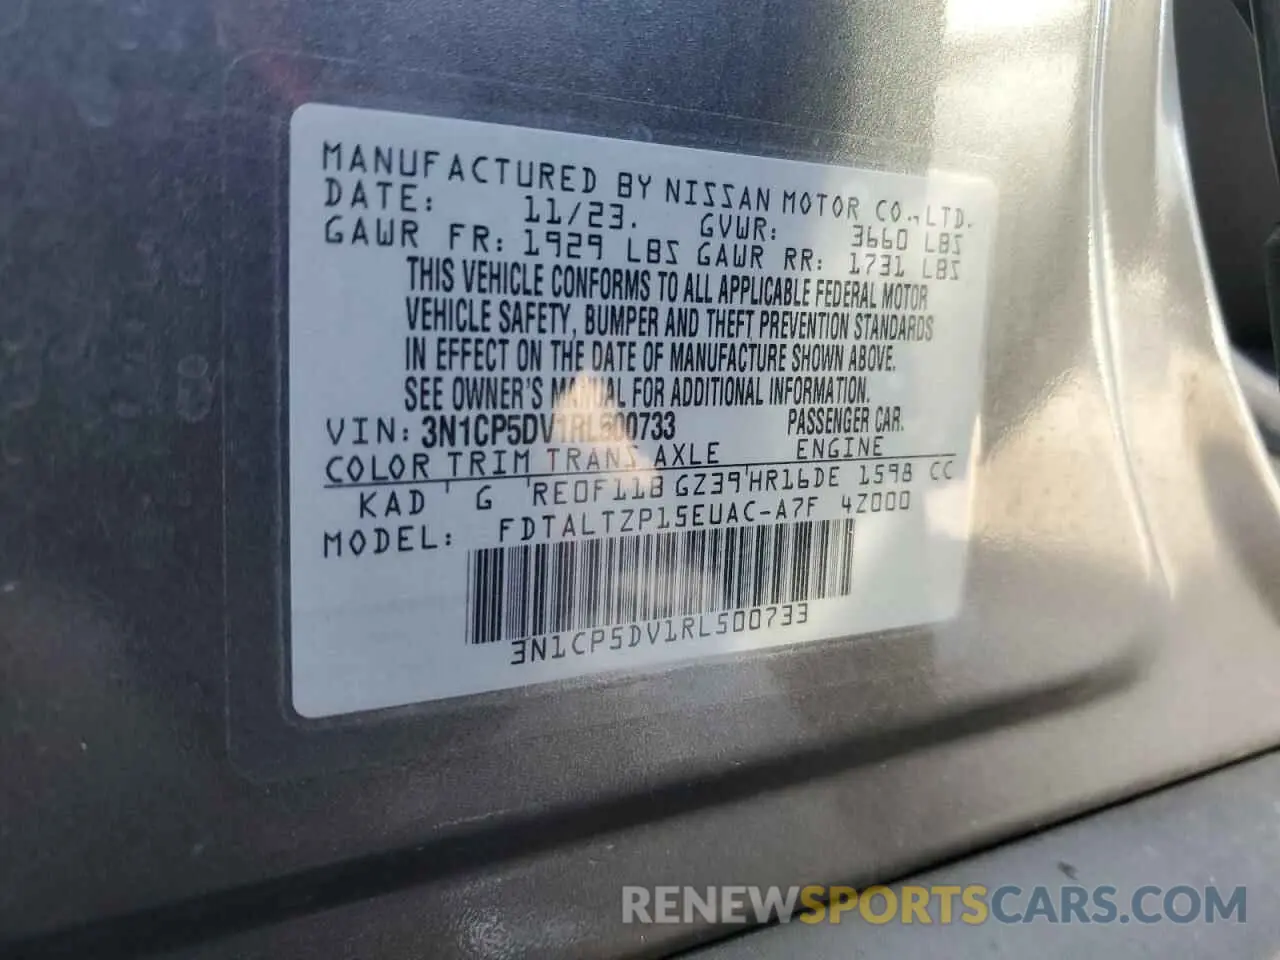 MANUFACTURED BY NISSAN MOTOR CO., LTD.
DATE: 11/23. GVWR: 3660 LBS
GAWR FR: 1929 LBS GAWR RR: 1731 LBS
THIS VEHICLE CONFORMS TO ALL APPLICABLE FEDERAL MOTOR
VEHICLE SAFETY, BUMPER AND THEFT PREVENTION STANDARDS
IN EFFECT ON THE DATE OF MANUFACTURE SHOWN ABOVE.
SEE OWNER'S MANUAL FOR ADDITIONAL INFORMATION.
VIN: 3N1CP5DV1RL500733 PASSENGER CAR.
COLOR TRIM TRANS AXLE ENGINE
KAD G RE0F11B GZ39 HR16DE 1598 CC
MODEL: FDTALTZP15EUAC-A7F 4Z000
3N1CP5DV1RL500733
RENEWSPORTSCARS.COM